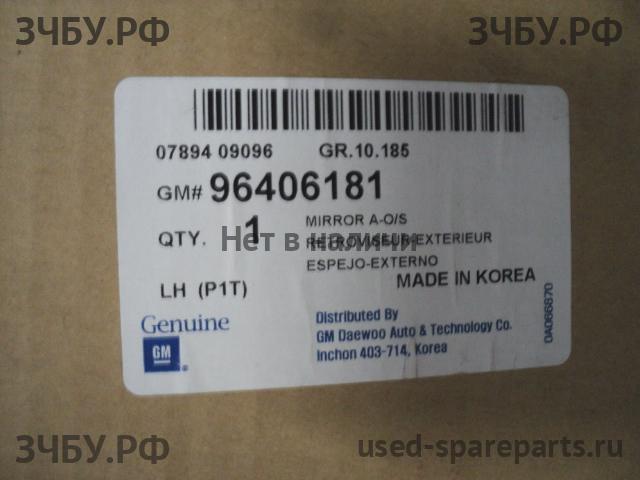 ЗЧБУ.РФ
ЗЧБУ.РФ
07894 09096 GR.10.185
GM# 96406181
QTY. 1
MIRROR A-O/S
RETROVISEUR-EXTERIEUR
ESPEJO-EXTERNO
Нет в наличии
LH (P1T)
MADE IN KOREA
Genuine
GM
Distributed By
GM Daewoo Auto & Technology Co.
Inchon 403-714, Korea
0A066870
ЗЧБУ.РФ
used-spareparts.ru